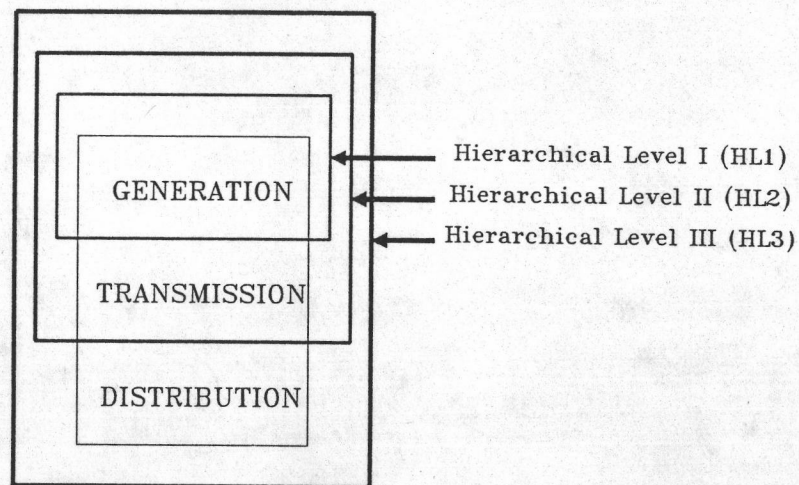 Hierarchical Level I (HL1)
GENERATION
Hierarchical Level II (HL2)
Hierarchical Level III (HL3)
TRANSMISSION
DISTRIBUTION